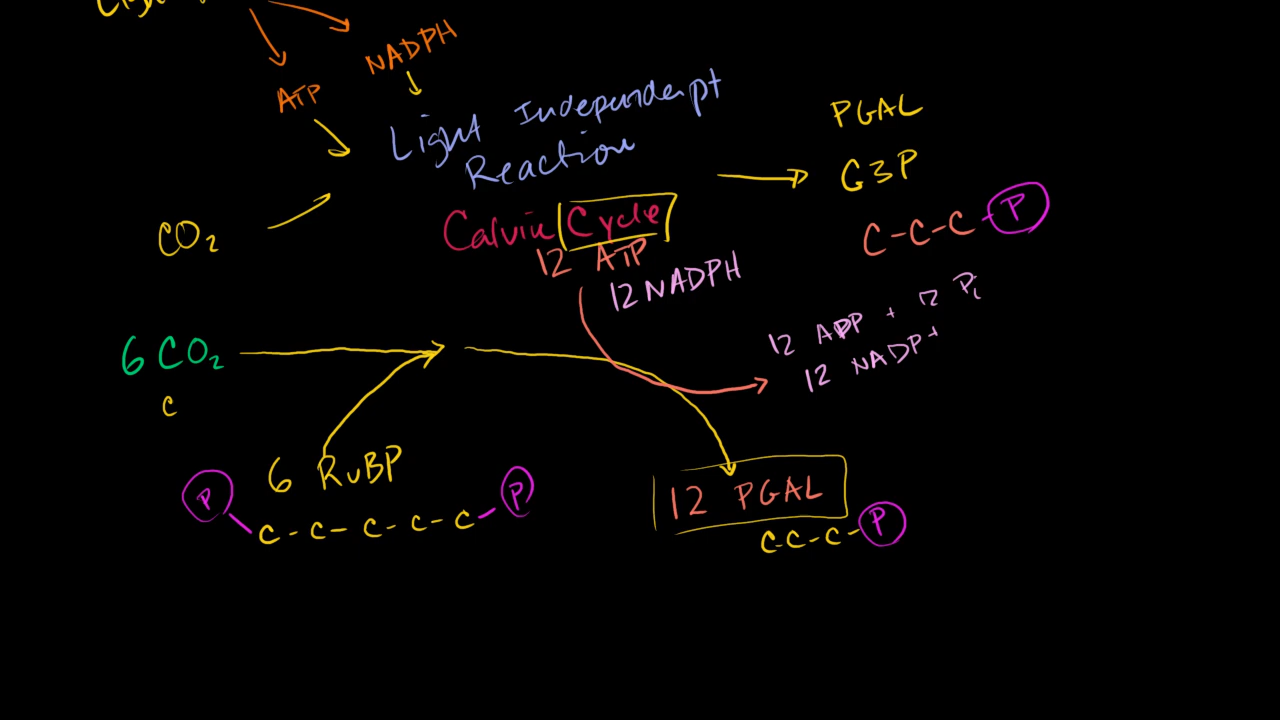 NADPH
ATP
Light Independent
Reaction
PGAL
G3P
CO2
Calvin Cycle
C-C-C-P
12 ATP
12 NADPH
12 ADP + 12 Pi
12 NADP+
6 CO2
C
6 RuBP
P
P
C-C-C-C-C
12 PGAL
C-C-C-P